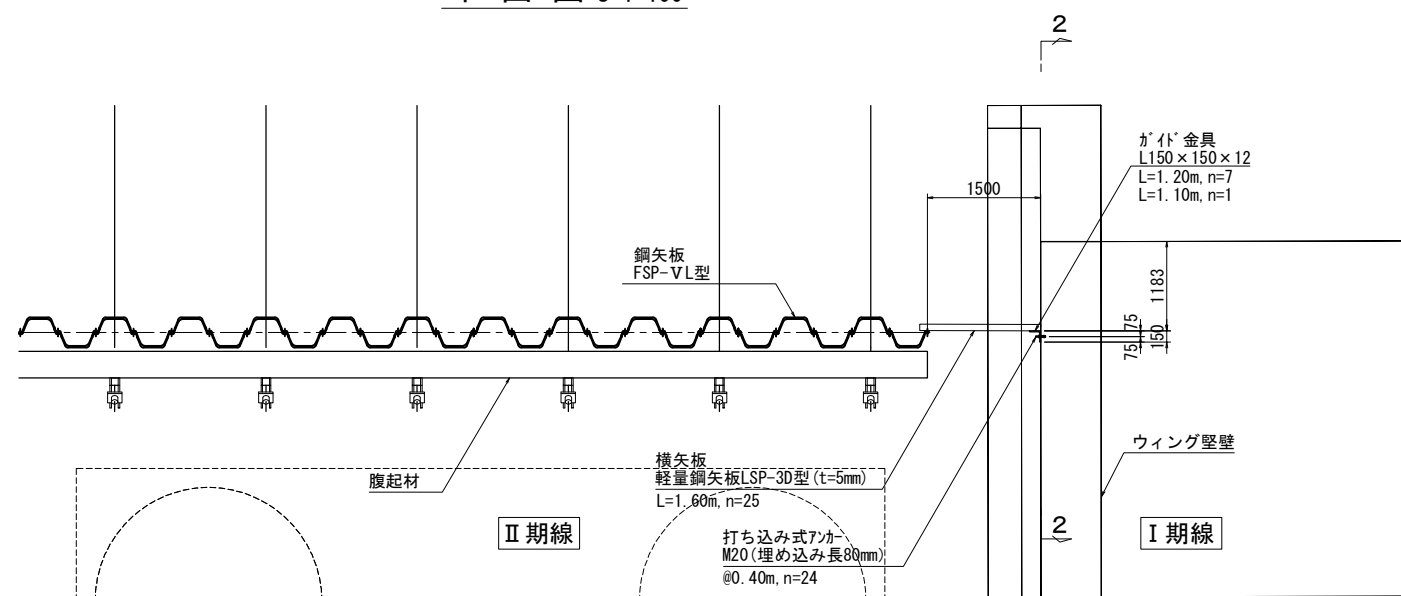 2
ガイド金具
L150×150×12
L=1.20m, n=7
L=1.10m, n=1
1500
鋼矢板
FSP-ⅤL型
1183
75
150
75
ウィング竪壁
横矢板
軽量鋼矢板LSP-3D型(t=5mm)
L=1.60m, n=25
腹起材
Ⅱ期線
打ち込み式アンカー
M20(埋め込み長80mm)
@0.40m, n=24
2
Ⅰ期線